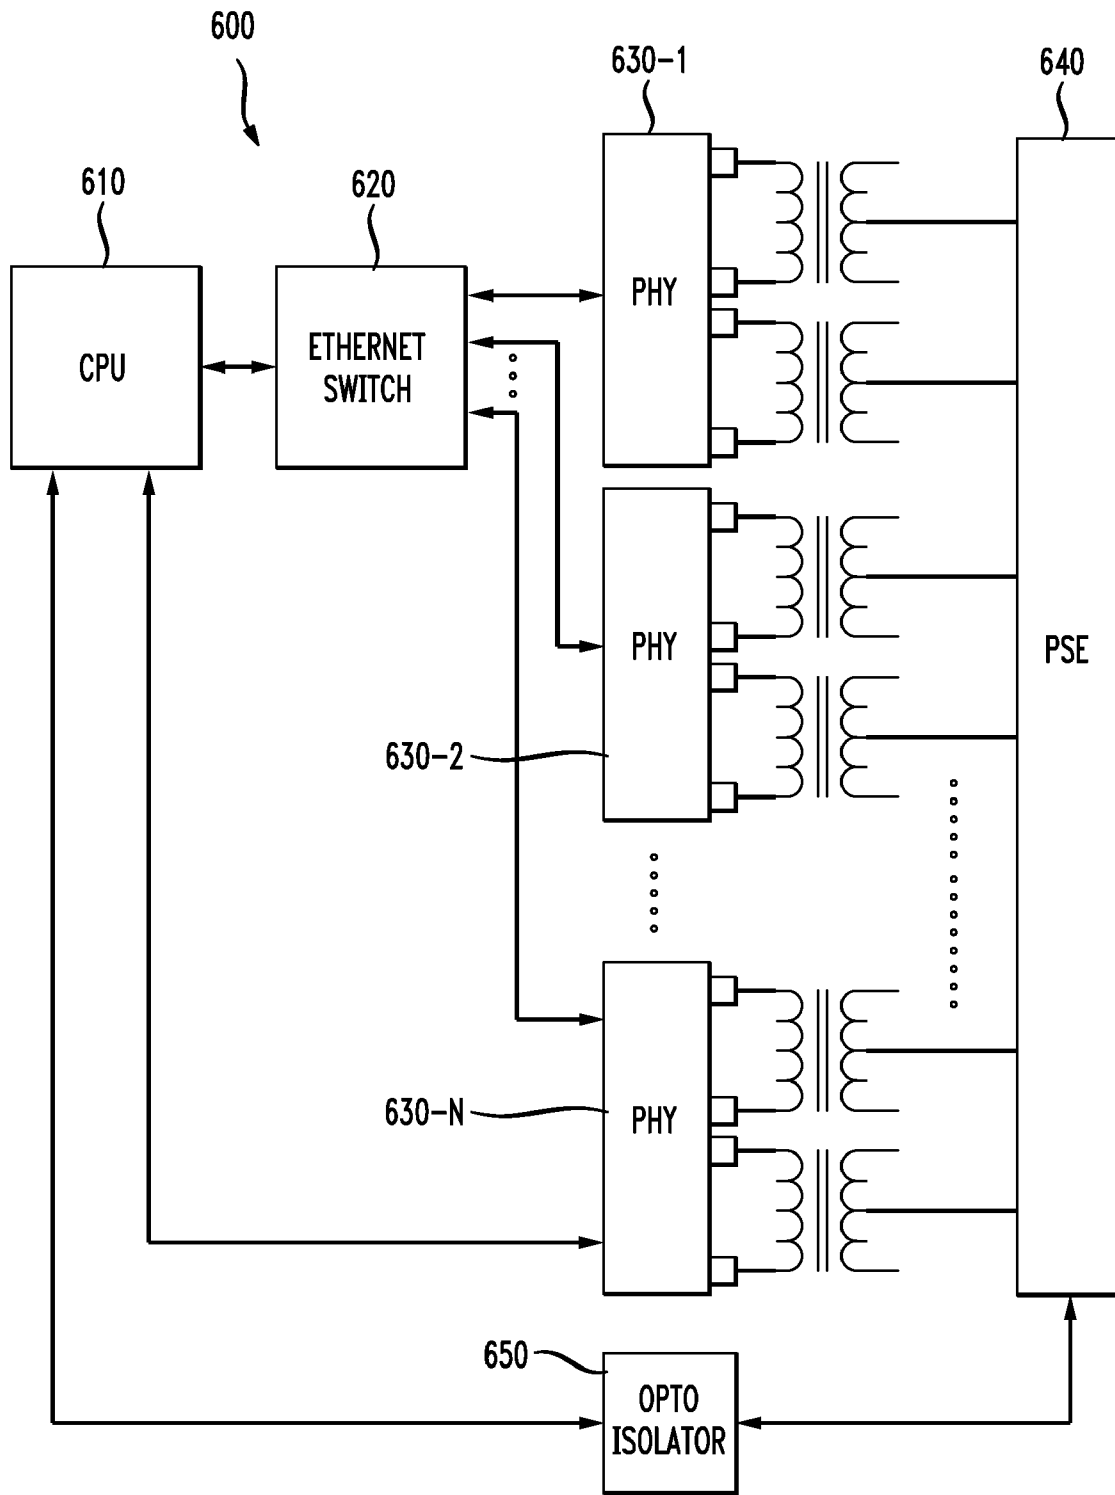 600
630-1
640
610
620
CPU
ETHERNET
SWITCH
PHY
PHY
PSE
630-2
630-N
PHY
650
OPTO
ISOLATOR